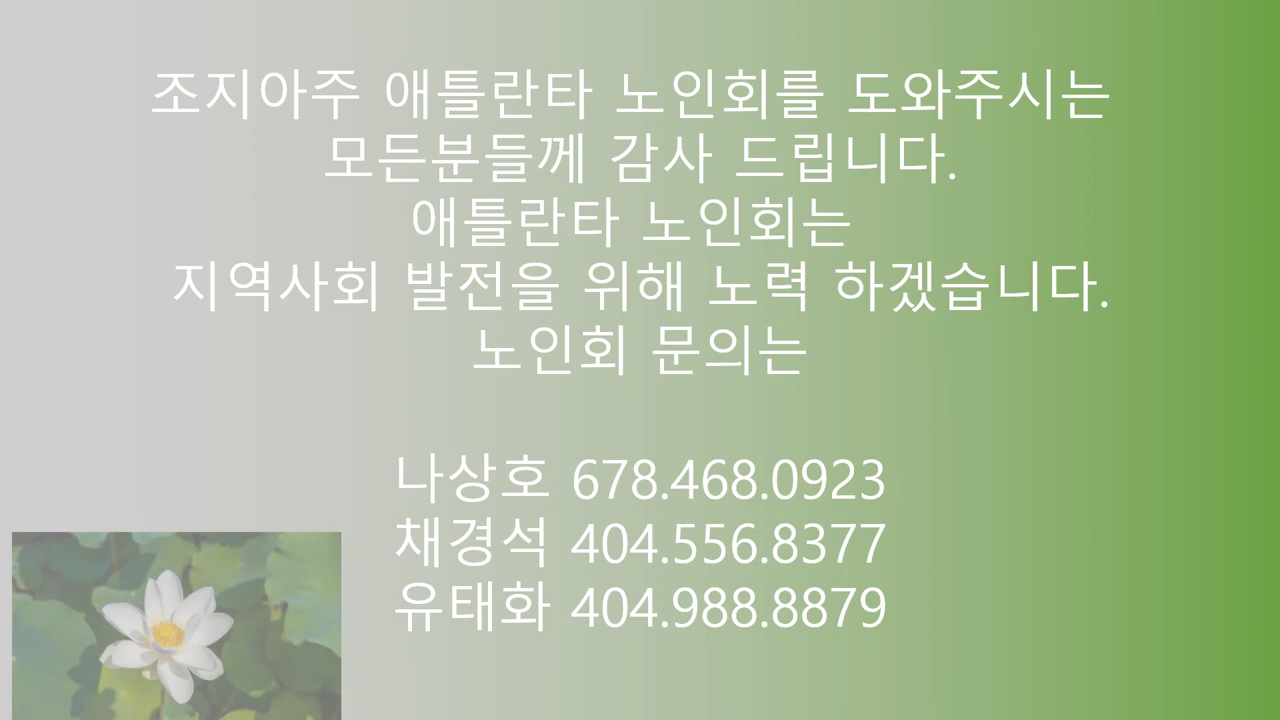 조지아주 애틀란타 노인회를 도와주시는
모든분들께 감사 드립니다.
애틀란타 노인회는
지역사회 발전을 위해 노력 하겠습니다.
노인회 문의는
나상호 678.468.0923
채경석 404.556.8377
유태화 404.988.8879